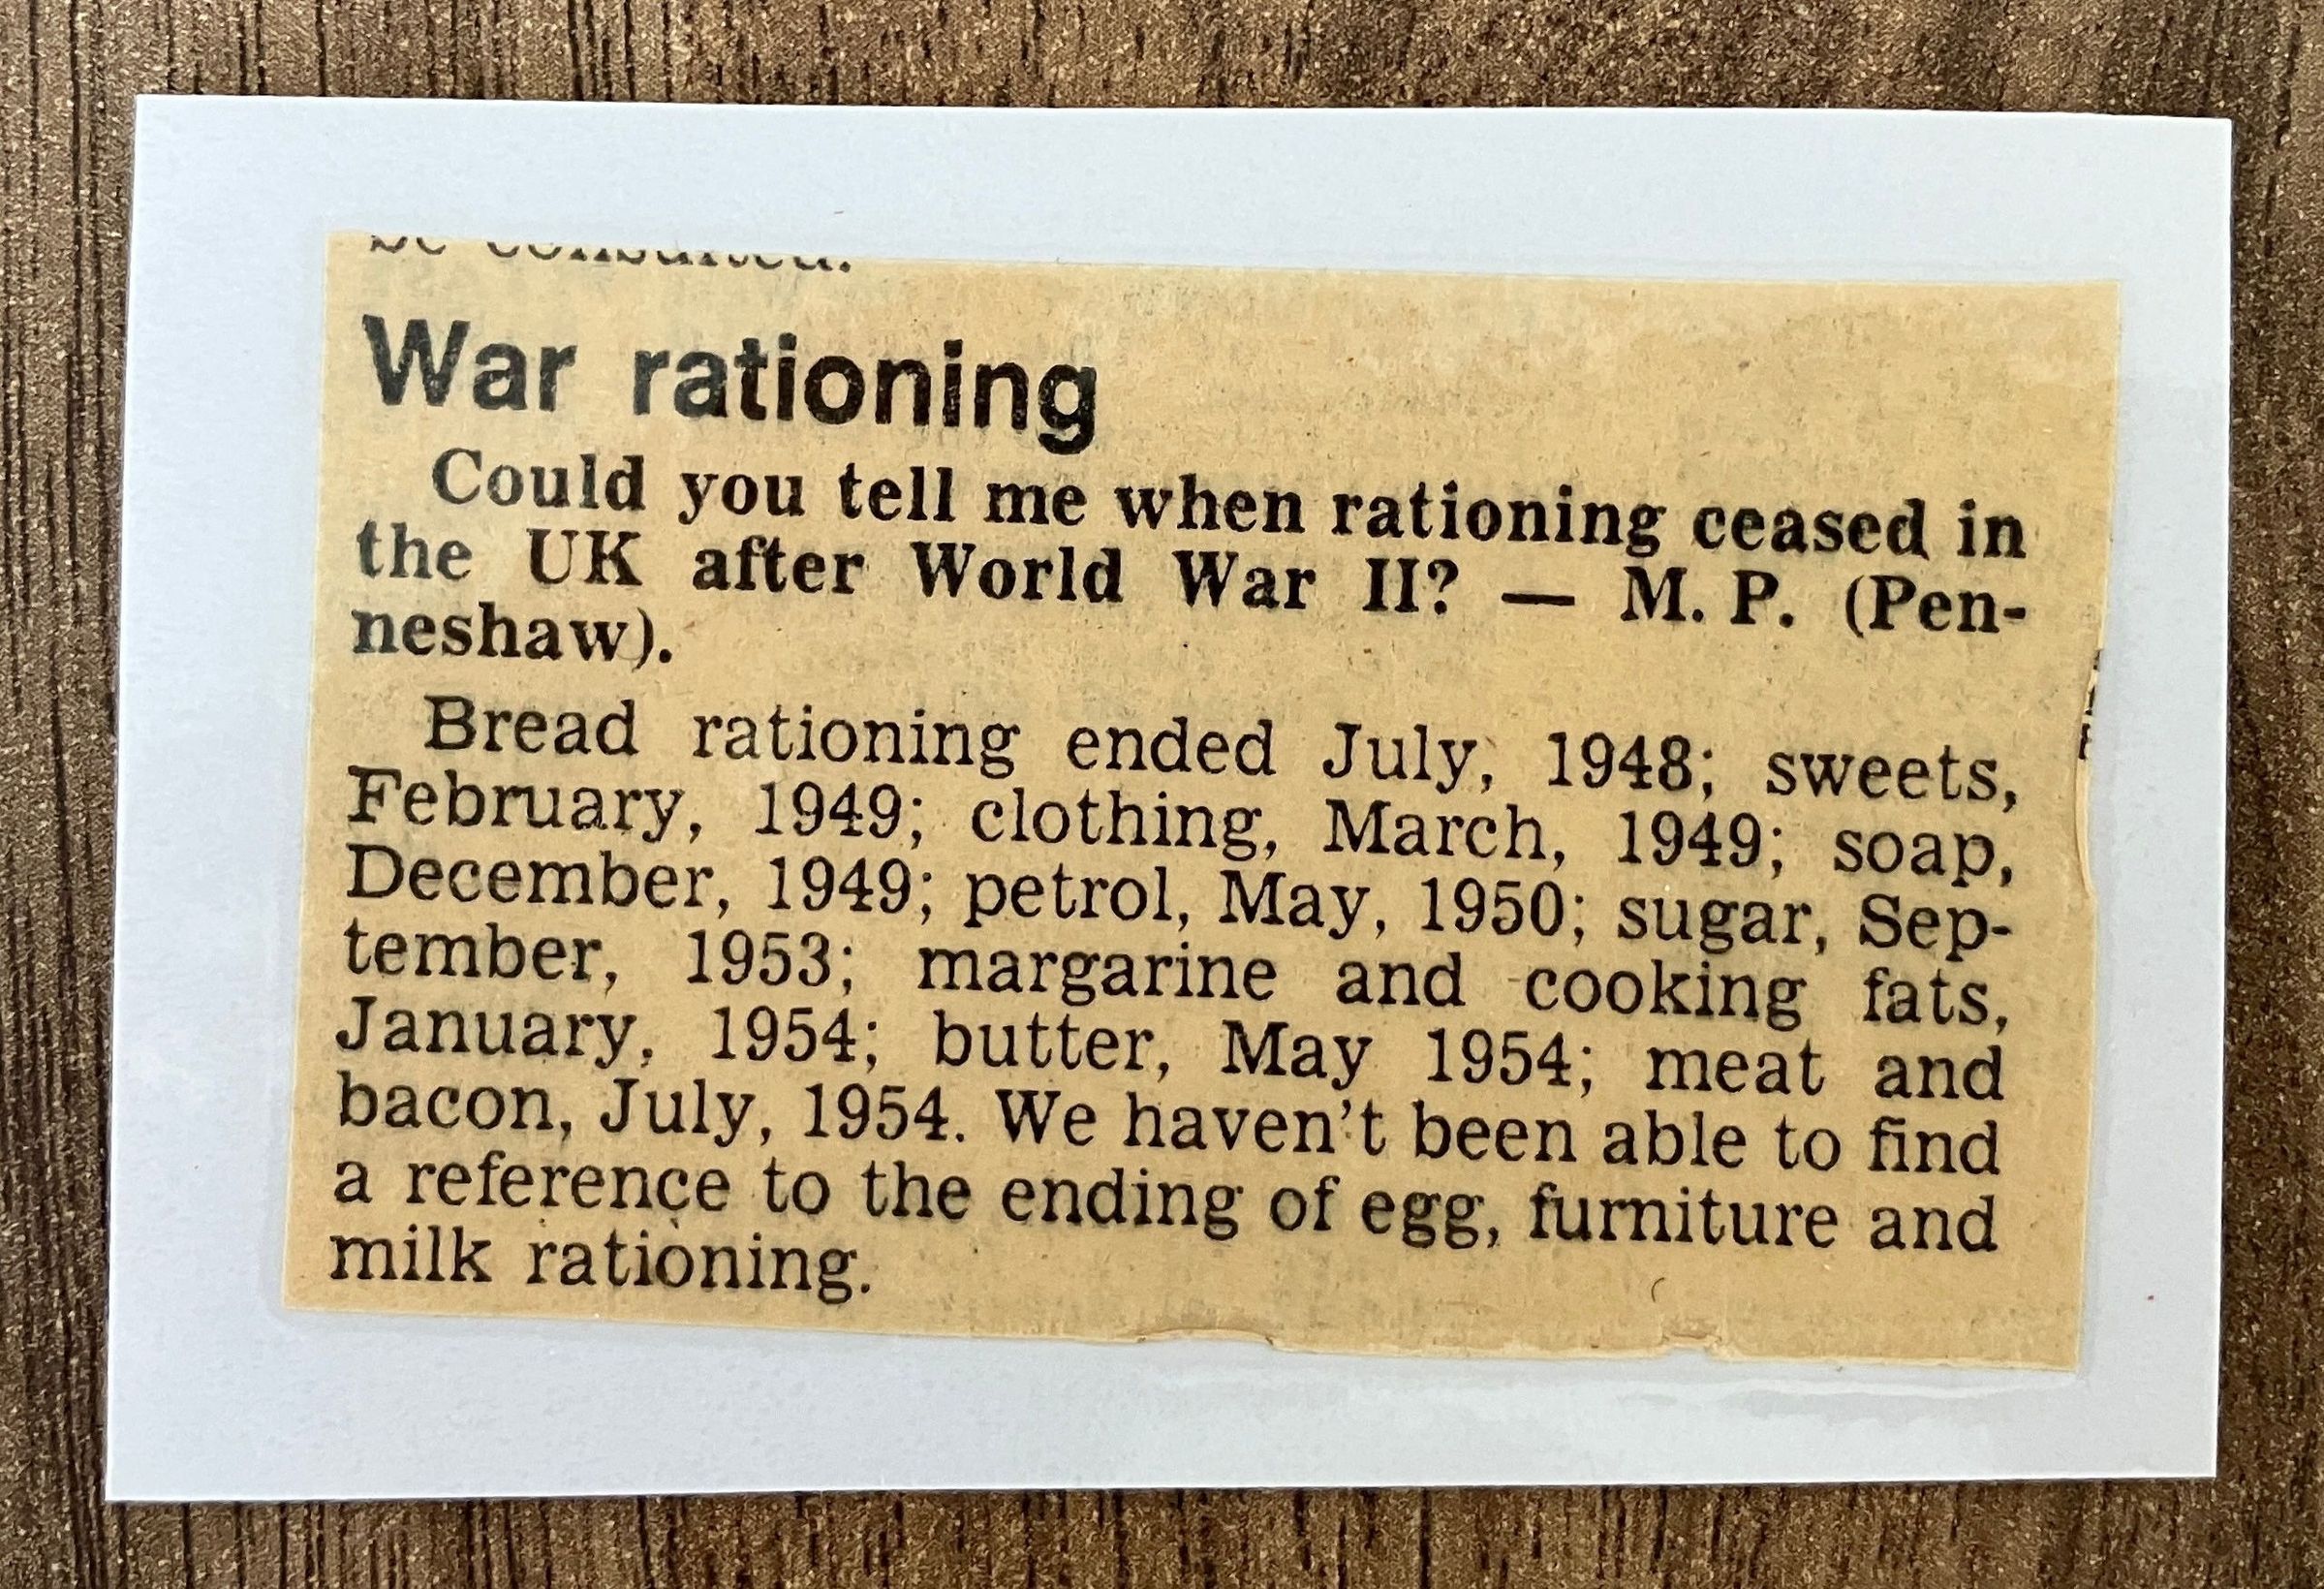 be consulted.
War rationing
Could you tell me when rationing ceased in
the UK after World War II? — M. P. (Pen-
neshaw).
Bread rationing ended July, 1948; sweets,
February, 1949; clothing, March, 1949; soap,
December, 1949; petrol, May, 1950; sugar, Sep-
tember, 1953; margarine and cooking fats,
January, 1954; butter, May 1954; meat and
bacon, July, 1954. We haven't been able to find
a reference to the ending of egg, furniture and
milk rationing.